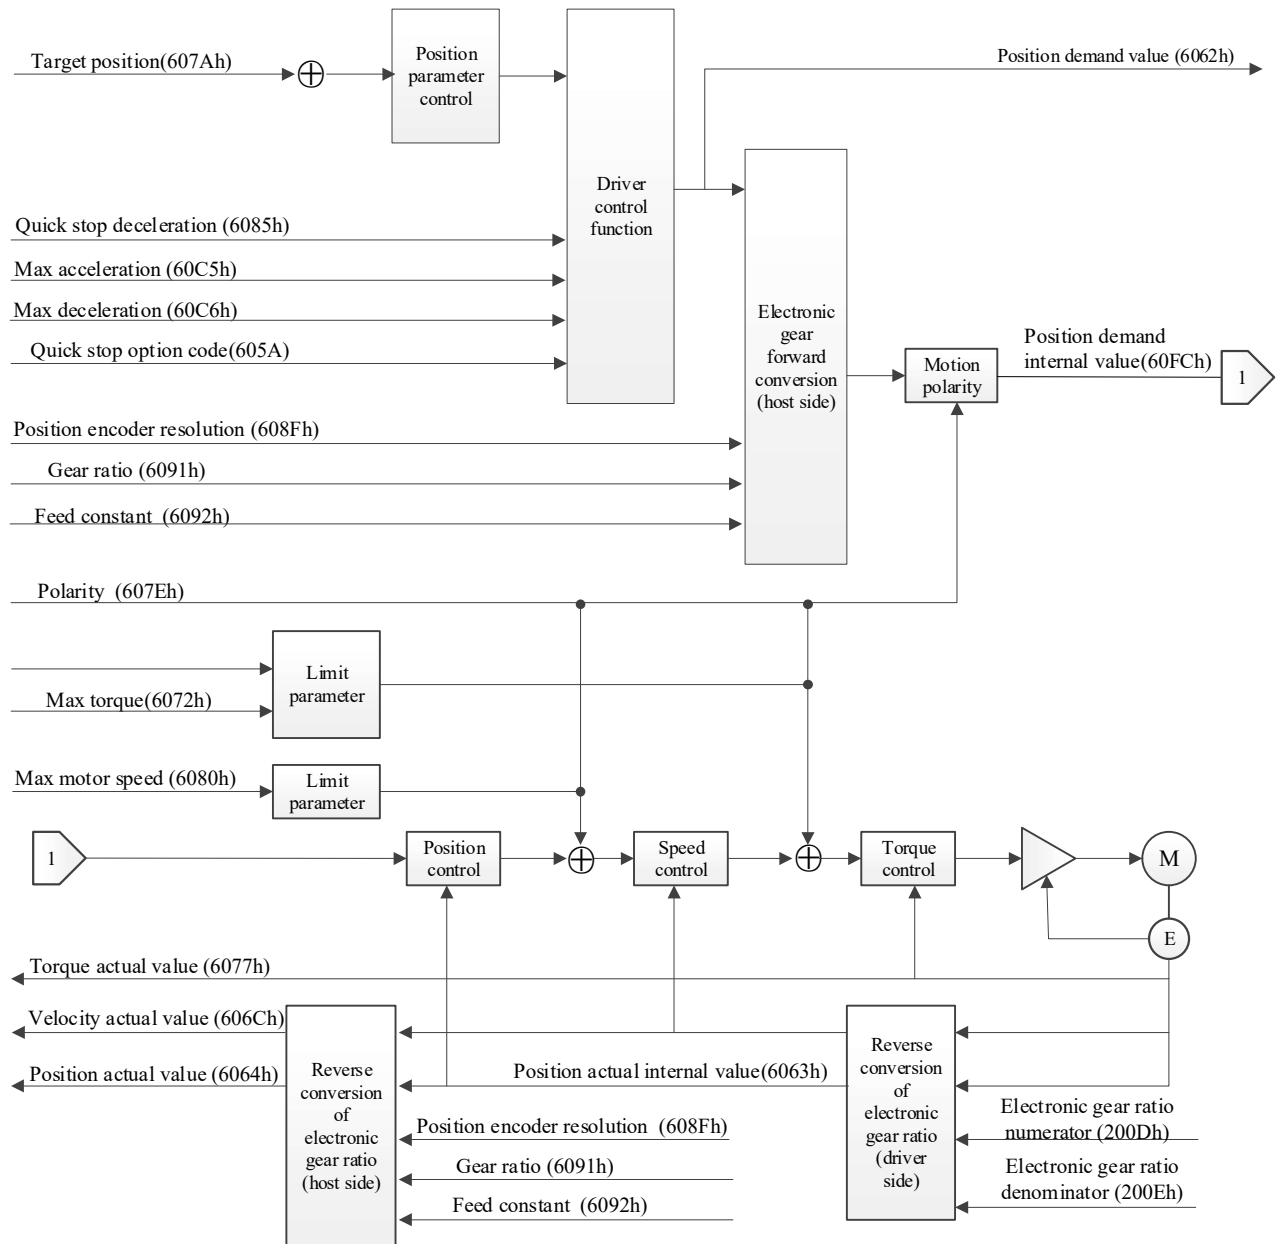 Target position(607Ah)
Position
parameter
control
Position demand value (6062h)
Driver
control
function
Quick stop deceleration (6085h)
Max acceleration (60C5h)
Max deceleration (60C6h)
Quick stop option code(605A)
Electronic
gear
forward
conversion
(host side)
Motion
polarity
Position demand
internal value(60FCh)
1
Position encoder resolution (608Fh)
Gear ratio (6091h)
Feed constant (6092h)
Polarity (607Eh)
Limit
parameter
Max torque(6072h)
Max motor speed (6080h)
Limit
parameter
1
Position
control
Speed
control
Torque
control
M
E
Torque actual value (6077h)
Velocity actual value (606Ch)
Position actual value (6064h)
Reverse
conversion
of
electronic
gear ratio
(host side)
Position actual internal value(6063h)
Position encoder resolution (608Fh)
Gear ratio (6091h)
Feed constant (6092h)
Reverse
conversion
of
electronic
gear ratio
(driver
side)
Electronic gear ratio
numerator (200Dh)
Electronic gear ratio
denominator (200Eh)